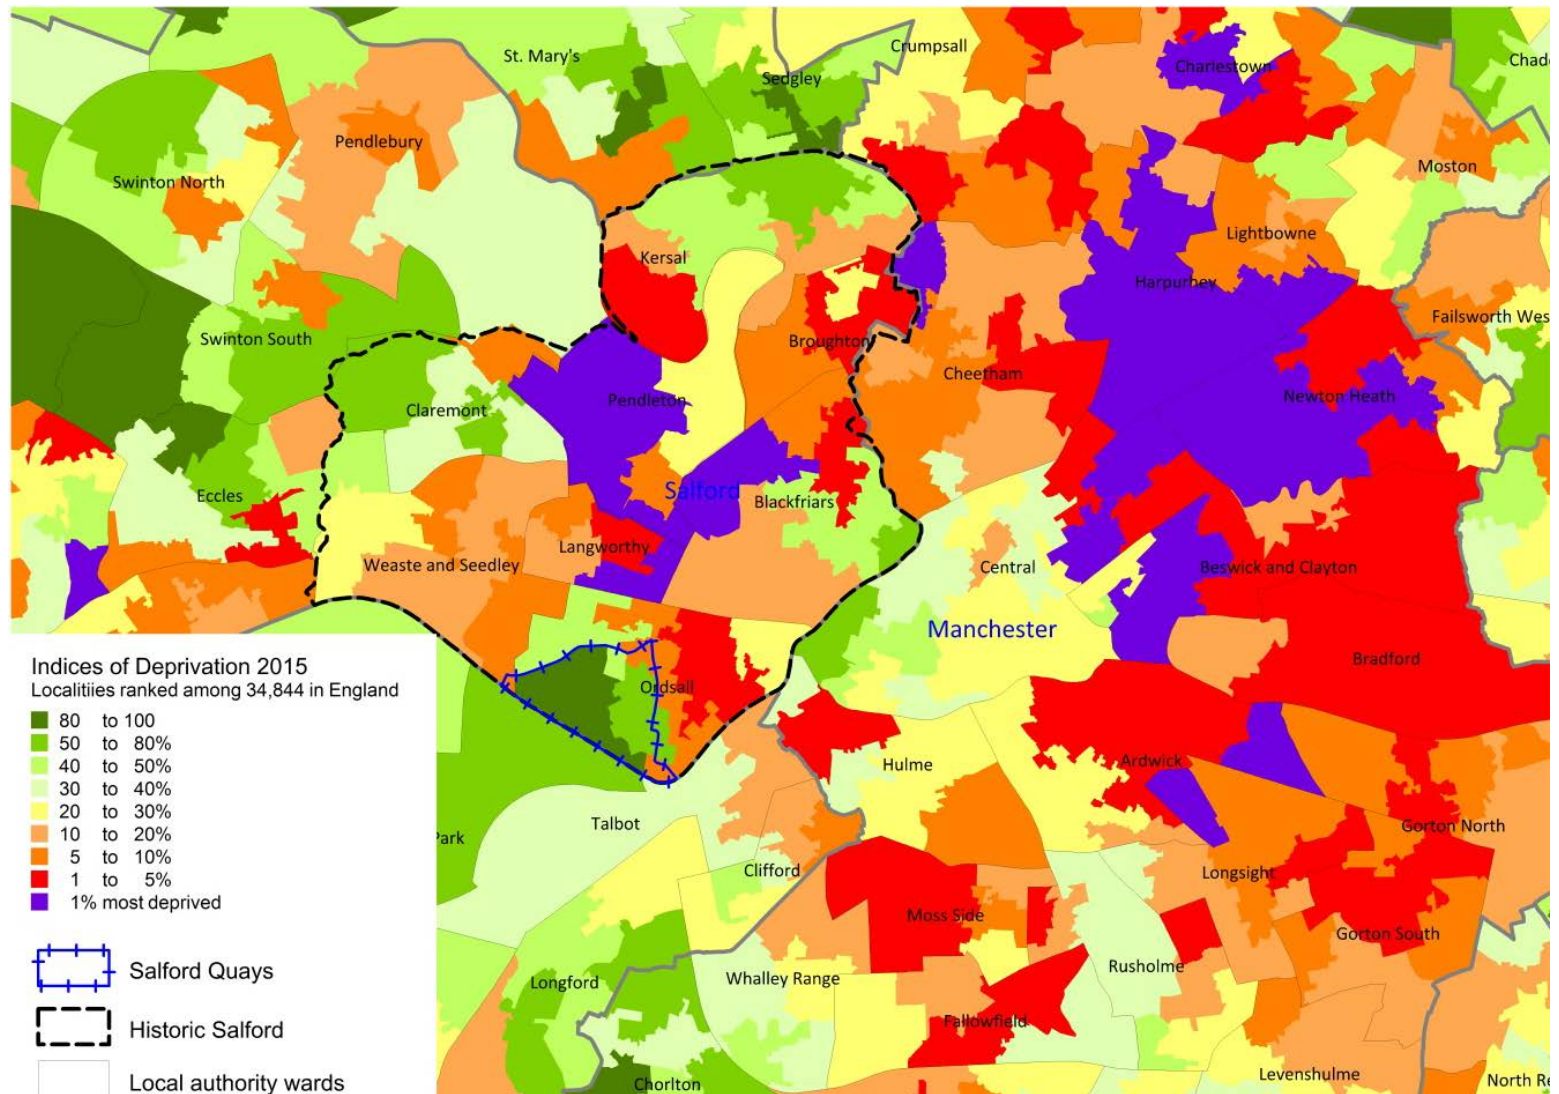 St. Mary's
Crumpsall
Sedgley
Charlestown
Chad
Pendlebury
Moston
Swinton North
Lightbowne
Kersal
Harpurhey
Failsworth Wes
Swinton South
Broughton
Cheetham
Pendleton
Newton Heath
Claremont
Eccles
Salford
Blackfriars
Langworthy
Weaste and Seedley
Central
Beswick and Clayton
Manchester
Bradford
Ordsall
Hulme
Ardwick
Talbot
Park
Gorton North
Clifford
Longsight
Moss Side
Gorton South
Longford
Whalley Range
Rusholme
Fallowfield
Chorlton
Levenshulme
North Re
Indices of Deprivation 2015
Localitiies ranked among 34,844 in England
80 to 100
50 to 80%
40 to 50%
30 to 40%
20 to 30%
10 to 20%
5 to 10%
1 to 5%
1% most deprived
Salford Quays
Historic Salford
Local authority wards